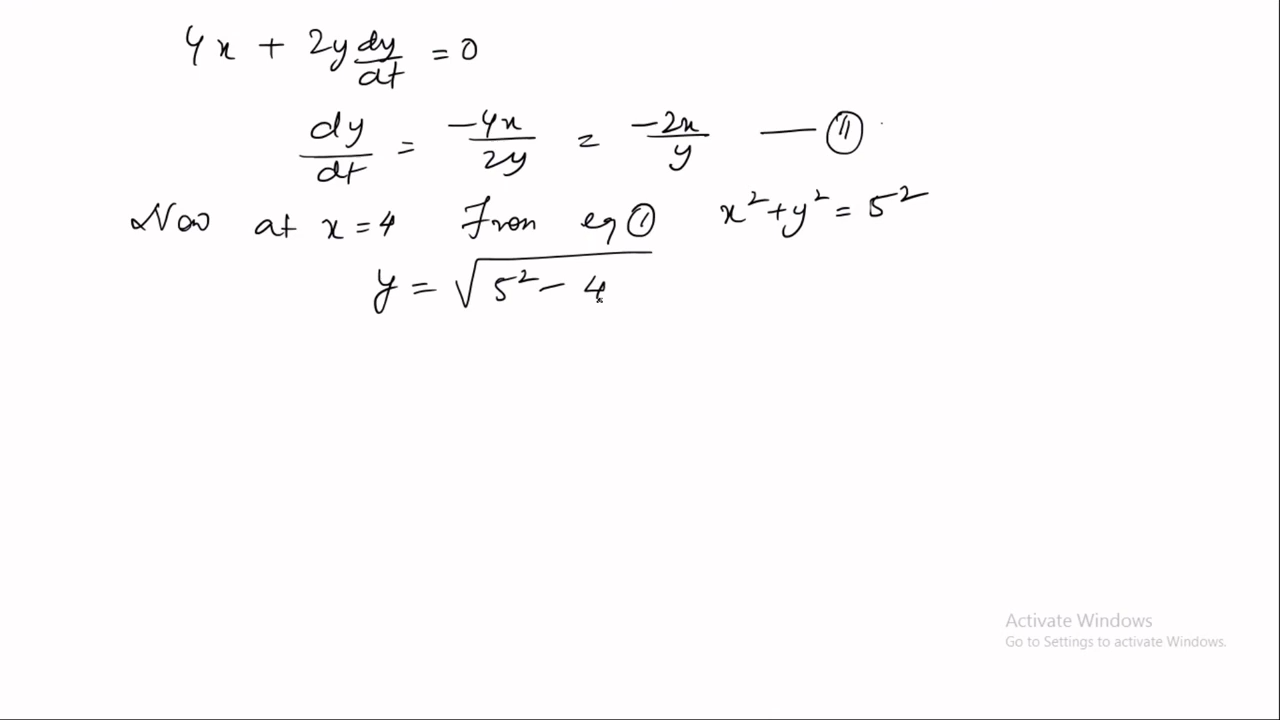 4x + 2y dy/dt = 0
dy/dt = -4x/2y = -2x/y — II
Now at x = 4 From eq I x² + y² = 5²
y = √(5² - 4
Activate Windows
Go to Settings to activate Windows.